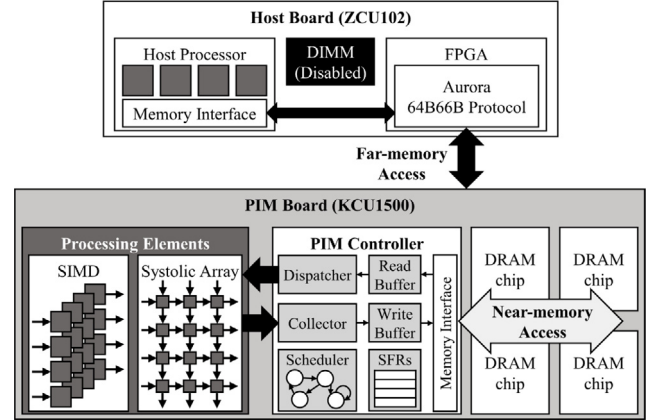 Host Board (ZCU102)
Host Processor
Memory Interface
DIMM
(Disabled)
FPGA
Aurora
64B66B Protocol
Far-memory
Access
PIM Board (KCU1500)
Processing Elements
SIMD
Systolic Array
PIM Controller
Dispatcher
Read
Buffer
Collector
Write
Buffer
Scheduler
SFRs
Memory Interface
DRAM
chip
DRAM
chip
Near-memory
Access
DRAM
chip
DRAM
chip